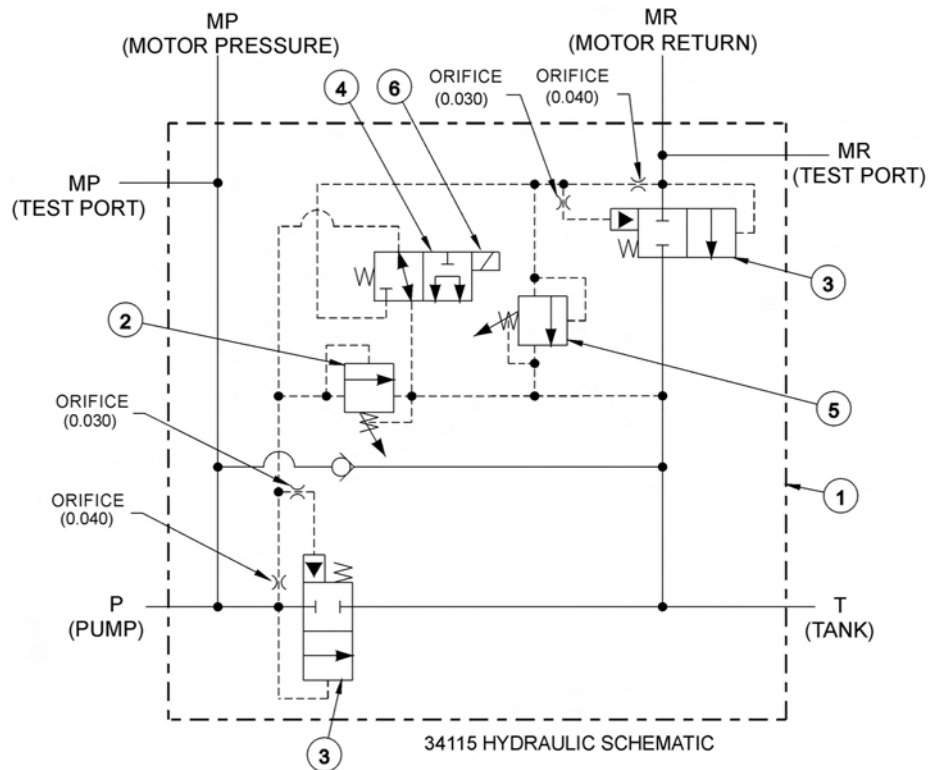 MP
(MOTOR PRESSURE)
MR
(MOTOR RETURN)
ORIFICE
(0.030)
ORIFICE
(0.040)
4
6
MP
(TEST PORT)
MR
(TEST PORT)
3
2
5
ORIFICE
(0.030)
1
ORIFICE
(0.040)
P
(PUMP)
T
(TANK)
3
34115 HYDRAULIC SCHEMATIC